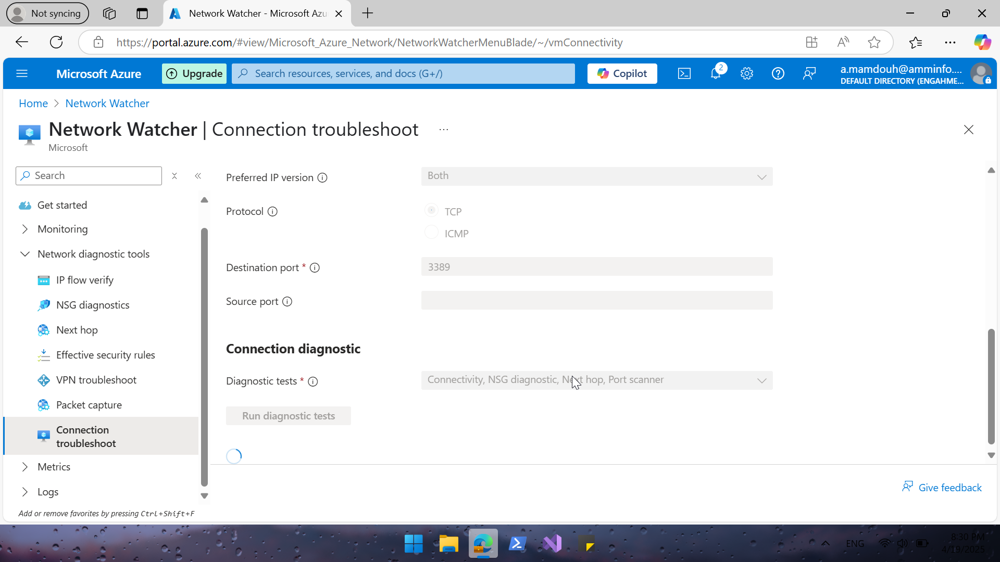 Not syncing
Network Watcher - Microsoft Azu
https://portal.azure.com/#view/Microsoft_Azure_Network/NetworkWatcherMenuBlade/~/vmConnectivity
Microsoft Azure
Upgrade
Search resources, services, and docs (G+/)
Copilot
2
a.mamdouh@amminfo....
DEFAULT DIRECTORY (ENGAHME...
Home > Network Watcher
Network Watcher | Connection troubleshoot
Microsoft
Search
Get started
Monitoring
Network diagnostic tools
IP flow verify
NSG diagnostics
Next hop
Effective security rules
VPN troubleshoot
Packet capture
Connection
troubleshoot
Metrics
Logs
Add or remove favorites by pressing Ctrl+Shift+F
Preferred IP version
Both
Protocol
TCP
ICMP
Destination port *
3389
Source port
Connection diagnostic
Diagnostic tests *
Connectivity, NSG diagnostic, Next hop, Port scanner
Run diagnostic tests
Give feedback
ENG
8:30 PM
4/19/2025